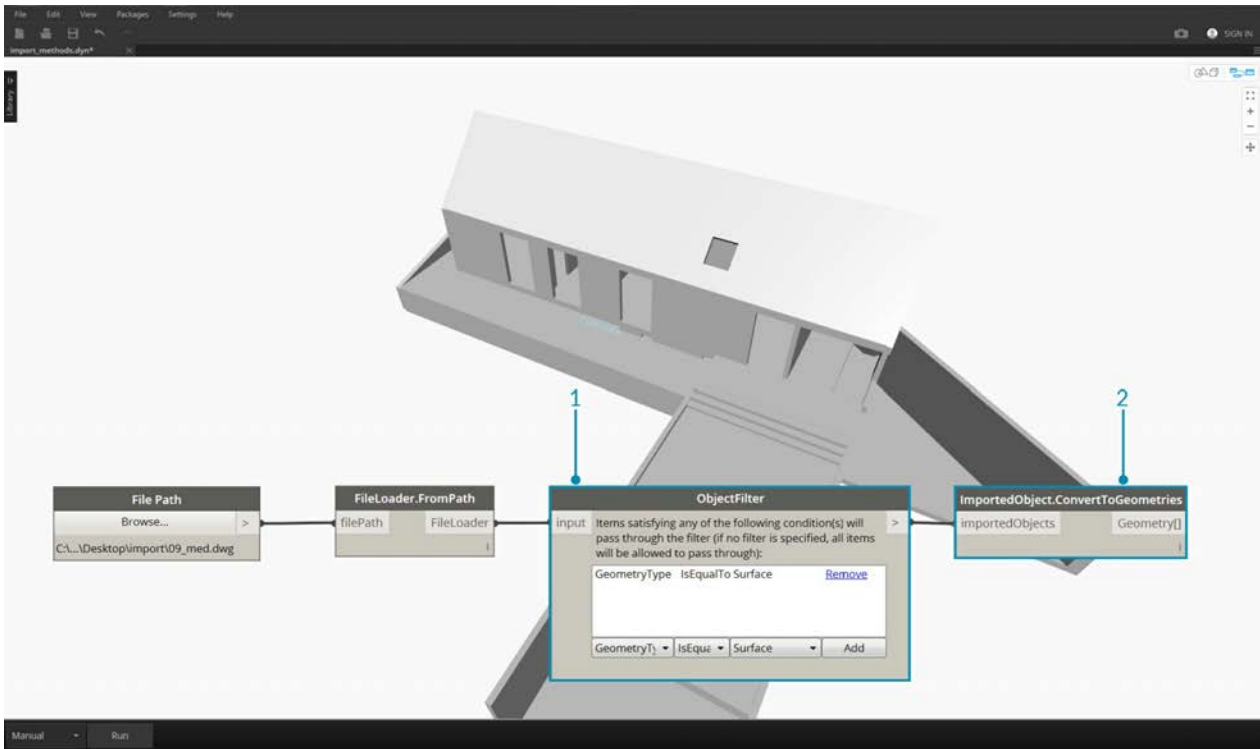 File Edit View Packages Settings Help
SIGN IN
import_methods.dyn*
Library
1
2
File Path
Browse... >
C:\...\Desktop\import\09_med.dwg
FileLoader.FromPath
filePath FileLoader
ObjectFilter
input Items satisfying any of the following condition(s) will >
pass through the filter (if no filter is specified, all items
will be allowed to pass through):
GeometryType IsEqualTo Surface Remove
GeometryTy IsEqua Surface Add
ImportedObject.ConvertToGeometries
importedObjects Geometry[]
Manual Run